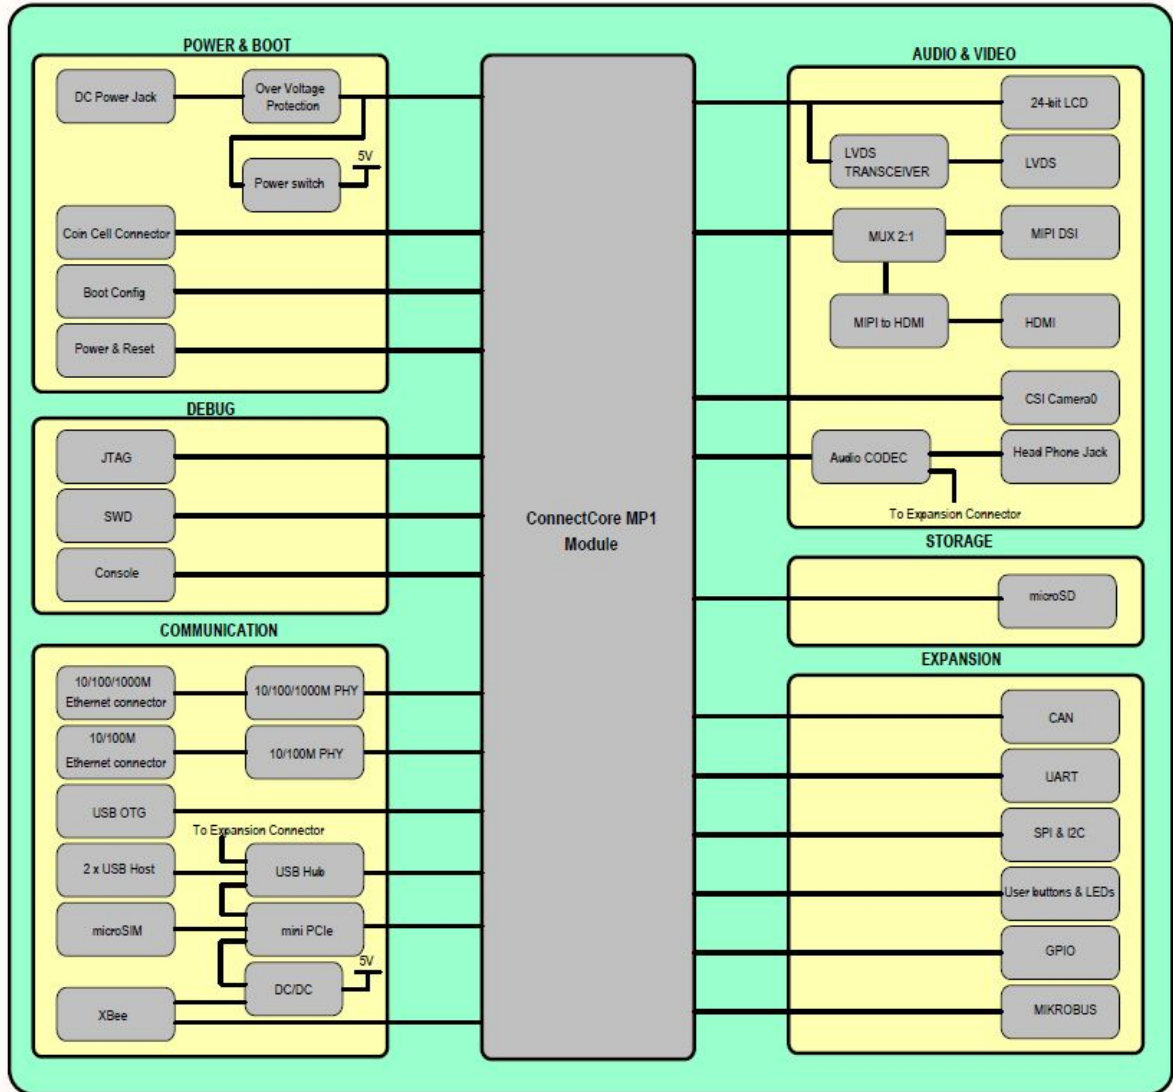 POWER & BOOT
DC Power Jack
Over Voltage
Protection
5V
Power switch
Coin Cell Connector
Boot Config
Power & Reset
DEBUG
JTAG
SWD
Console
COMMUNICATION
10/100/1000M
Ethernet connector
10/100/1000M PHY
10/100M
Ethernet connector
10/100M PHY
USB OTG
To Expansion Connector
2 x USB Host
USB Hub
microSIM
mini PCIe
5V
DC/DC
XBee
ConnectCore MP1
Module
AUDIO & VIDEO
24-bit LCD
LVDS
TRANSCEIVER
LVDS
MUX 2:1
MIPI DSI
MIPI to HDMI
HDMI
CSI Camera0
Audio CODEC
Head Phone Jack
To Expansion Connector
STORAGE
microSD
EXPANSION
CAN
UART
SPI & I2C
User buttons & LEDs
GPIO
MIKROBUS